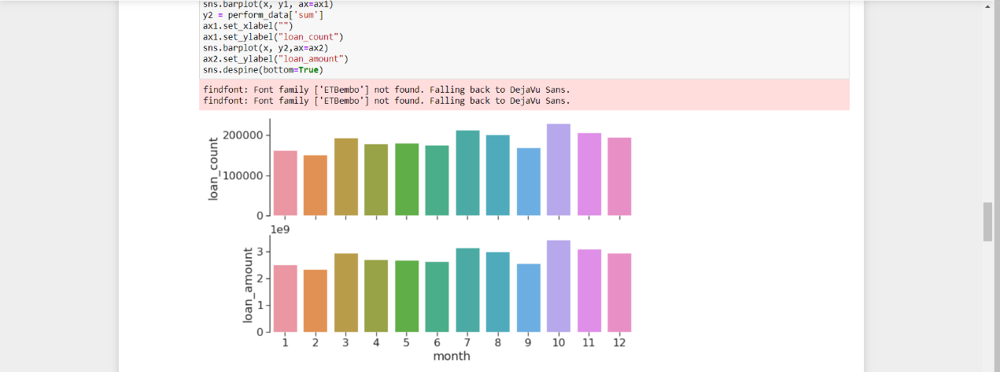 sns.barplot(x, y1, ax=ax1)
y2 = perform_data['sum']
ax1.set_xlabel("")
ax1.set_ylabel("loan_count")
sns.barplot(x, y2,ax=ax2)
ax2.set_ylabel("loan_amount")
sns.despine(bottom=True)
findfont: Font family ['ETBembo'] not found. Falling back to DejaVu Sans.
findfont: Font family ['ETBembo'] not found. Falling back to DejaVu Sans.
loan_count
200000
100000
0
1e9
loan_amount
3
2
1
0
1 2 3 4 5 6 7 8 9 10 11 12
month